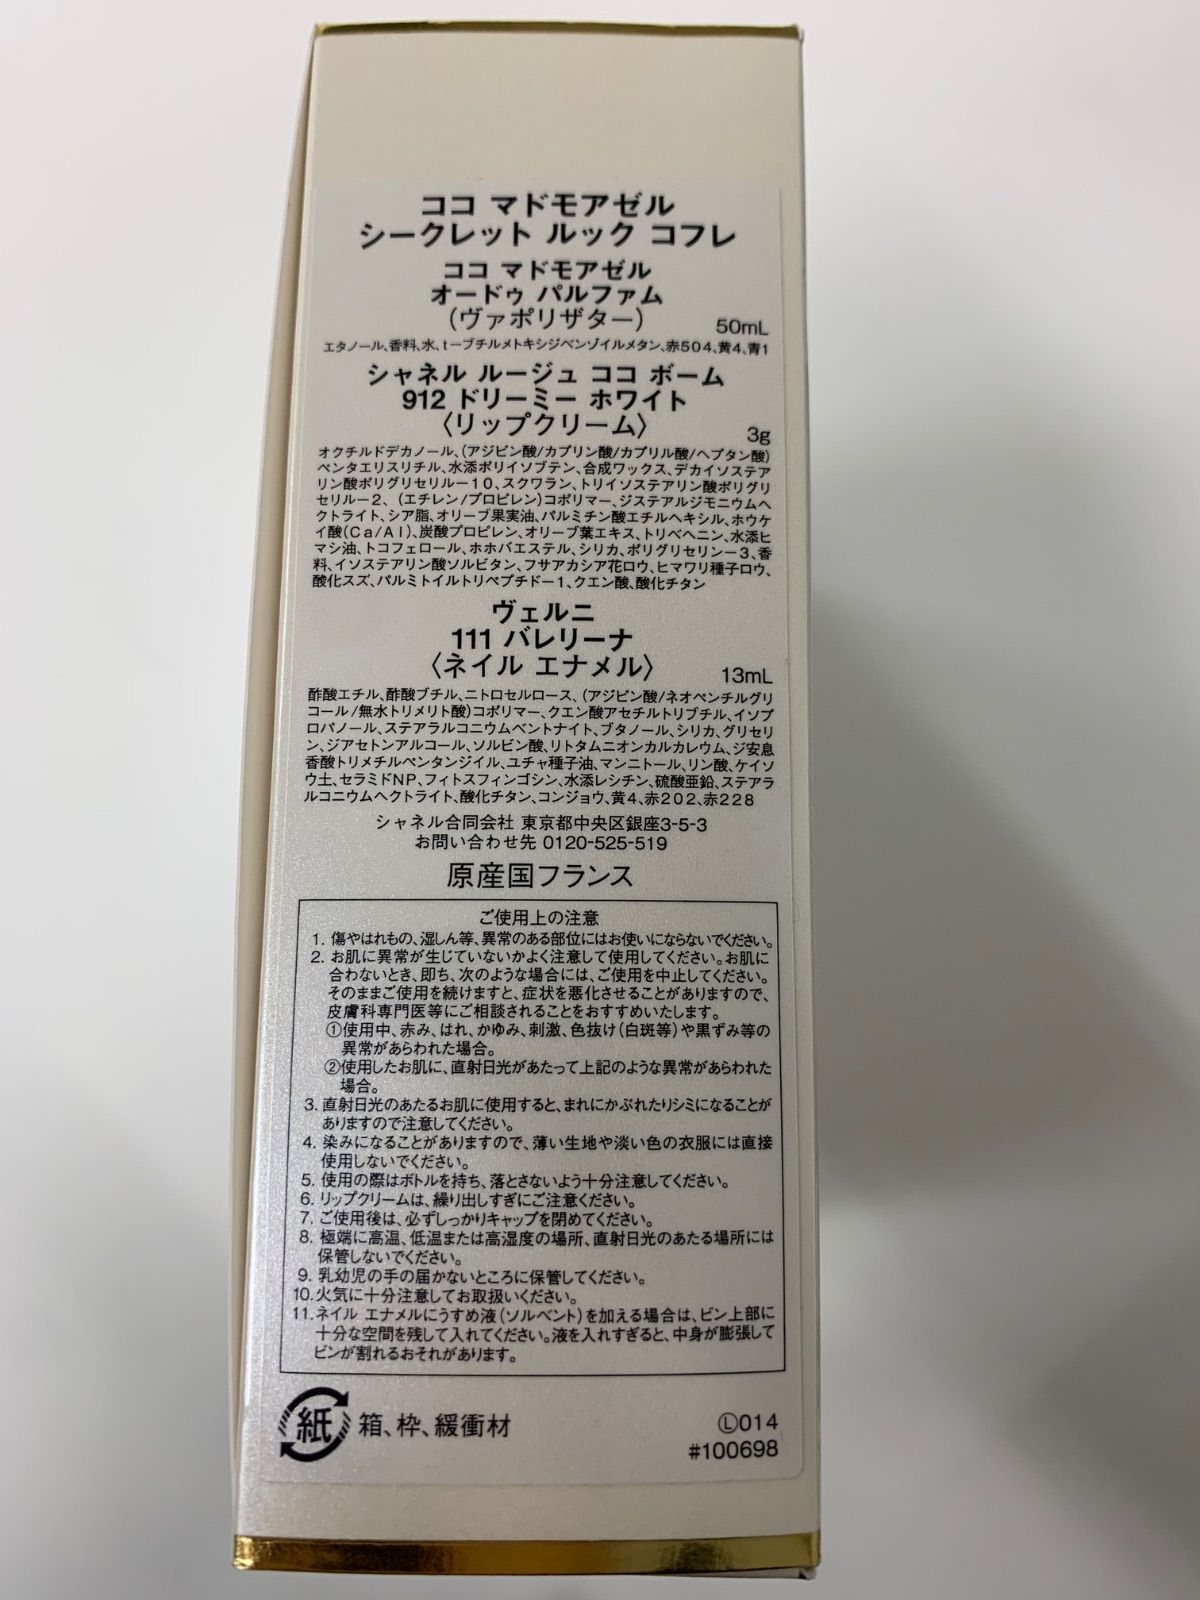 ココ マドモアゼル
シークレット ルック コフレ
ココ マドモアゼル
オードゥ パルファム
(ヴァポリザター)
50mL
エタノール、香料、水、t-ブチルメトキシジベンゾイルメタン、赤504、黄4、青1
シャネル ルージュ ココ ボーム
912 ドリーミー ホワイト
〈リップクリーム〉
3g
オクチルドデカノール、(アジピン酸/カプリン酸/カプリル酸/ヘプタン酸)
ペンタエリスリチル、水添ポリイソブテン、合成ワックス、デカイソステア
リン酸ポリグリセリル-10、スクワラン、トリイソステアリン酸ポリグリ
セリル-2、(エチレン/プロピレン)コポリマー、ジステアルジモニウムヘ
クトライト、シア脂、オリーブ果実油、パルミチン酸エチルヘキシル、ホウケ
イ酸(Ca/Al)、炭酸プロピレン、オリーブ葉エキス、トリベヘニン、水添ヒ
マシ油、トコフェロール、ホホバエステル、シリカ、ポリグリセリン-3、香
料、イソステアリン酸ソルビタン、フサアカシア花ロウ、ヒマワリ種子ロウ、
酸化スズ、パルミトイルトリペプチド-1、クエン酸、酸化チタン
ヴェルニ
111 バレリーナ
〈ネイル エナメル〉
13mL
酢酸エチル、酢酸ブチル、ニトロセルロース、(アジピン酸/ネオペンチルグリ
コール/無水トリメリト酸)コポリマー、クエン酸アセチルトリブチル、イソプ
ロパノール、ステアラルコニウムベントナイト、ブタノール、シリカ、グリセリ
ン、ジアセトンアルコール、ソルビン酸、リトタムニオンカルカレウム、ジ安息
香酸トリメチルペンタンジイル、ユチャ種子油、マンニトール、リン酸、ケイソ
ウ土、セラミドNP、フィトスフィンゴシン、水添レシチン、硫酸亜鉛、ステアラ
ルコニウムヘクトライト、酸化チタン、コンジョウ、黄4、赤202、赤228
シャネル合同会社 東京都中央区銀座3-5-3
お問い合わせ先 0120-525-519
原産国フランス
ご使用上の注意
1. 傷やはれもの、湿しん等、異常のある部位にはお使いにならないでください。
2. お肌に異常が生じていないかよく注意して使用してください。お肌に
合わないとき、即ち、次のような場合には、ご使用を中止してください。
そのままご使用を続けますと、症状を悪化させることがありますので、
皮膚科専門医等にご相談されることをおすすめいたします。
①使用中、赤み、はれ、かゆみ、刺激、色抜け(白斑等)や黒ずみ等の
異常があらわれた場合。
②使用したお肌に、直射日光があたって上記のような異常があらわれた
場合。
3. 直射日光のあたるお肌に使用すると、まれにかぶれたりシミになることが
ありますので注意してください。
4. 染みになることがありますので、薄い生地や淡い色の衣服には直接
使用しないでください。
5. 使用の際はボトルを持ち、落とさないよう十分注意してください。
6. リップクリームは、繰り出しすぎにご注意ください。
7. ご使用後は、必ずしっかりキャップを閉めてください。
8. 極端に高温、低温または高湿度の場所、直射日光のあたる場所には
保管しないでください。
9. 乳幼児の手の届かないところに保管してください。
10. 火気に十分注意してお取扱いください。
11. ネイル エナメルにうすめ液(ソルベント)を加える場合は、ビン上部に
十分な空間を残して入れてください。液を入れすぎると、中身が膨張して
ビンが割れるおそれがあります。
紙 箱、枠、緩衝材
Ⓛ014
#100698